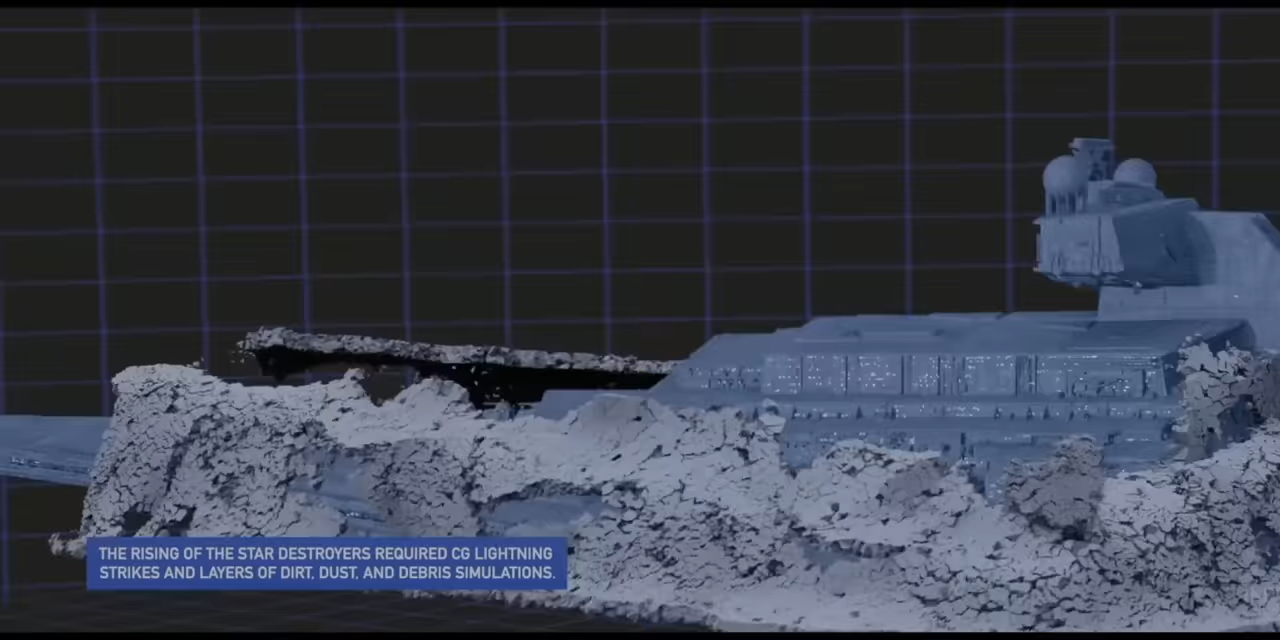 THE RISING OF THE STAR DESTROYERS REQUIRED CG LIGHTNING
STRIKES AND LAYERS OF DIRT, DUST, AND DEBRIS SIMULATIONS.